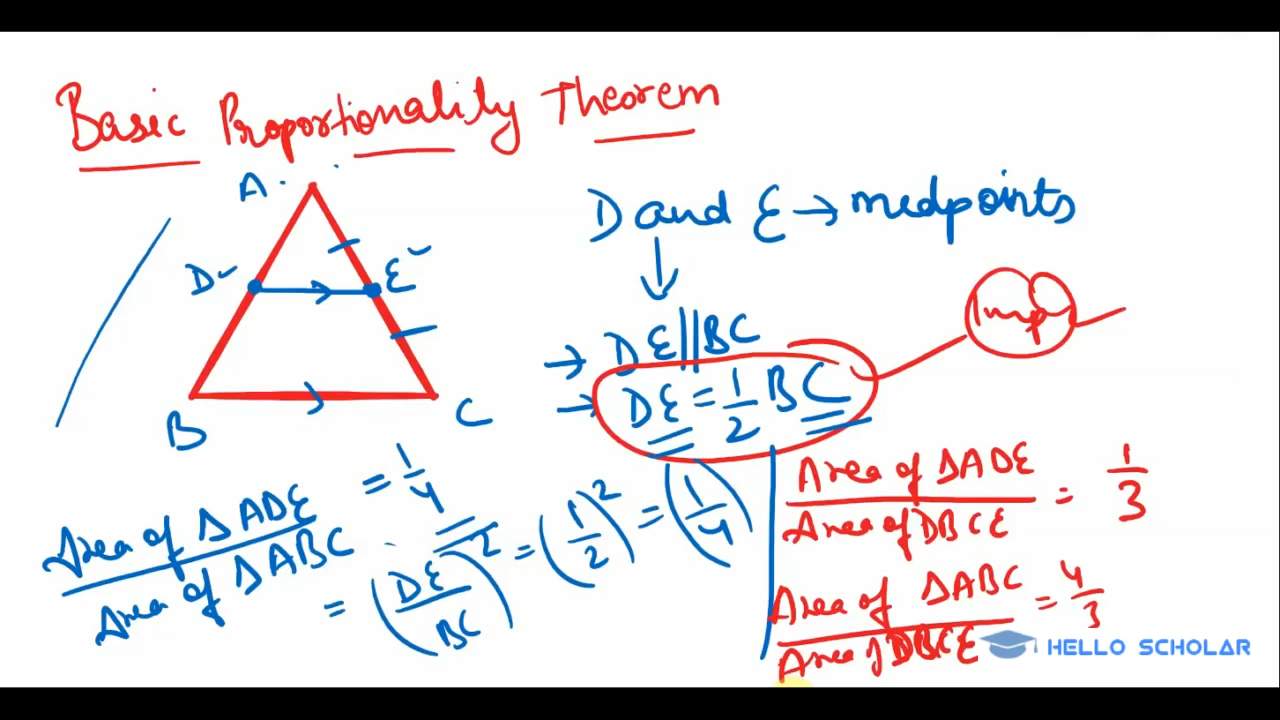 Basic Proportionality Theorem
A
D
E
B
C
D and E → medpoints
↓
→ DE || BC
→ DE = 1/2 BC
Imp
Area of ΔADE / Area of ΔABC = 1/4
= (DE/BC)^2 = (1/2)^2 = (1/4)
Area of ΔADE / Area of DBCE = 1/3
Area of ΔABC / Area of DBCE = 4/3
HELLO SCHOLAR